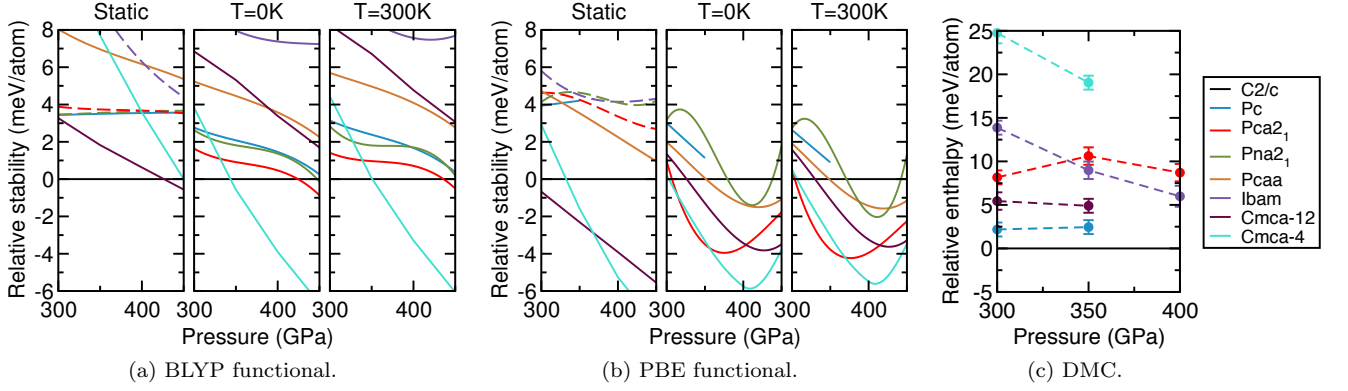 Static T=0K T=300K
Relative stability (meV/atom)
8
6
4
2
0
-2
-4
-6
300 400 300 400 300 400
Pressure (GPa)
(a) BLYP functional.
Static T=0K T=300K
Relative stability (meV/atom)
8
6
4
2
0
-2
-4
-6
300 400 300 400 300 400
Pressure (GPa)
(b) PBE functional.
Relative enthalpy (meV/atom)
25
20
15
10
5
0
-5
300 350 400
Pressure (GPa)
(c) DMC.
C2/c
Pc
Pca2₁
Pna2₁
Pcaa
Ibam
Cmca-12
Cmca-4